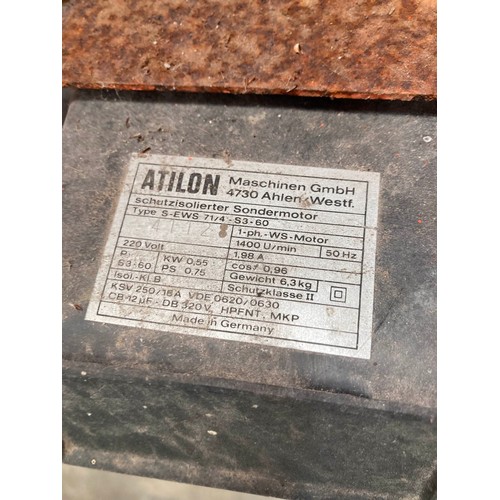 ATILON Maschinen GmbH
4730 Ahlen/Westf.
schutzisolierter Sondermotor
Type S-EWS 71/4 - S3-60
1-ph.-WS-Motor
220 Volt 1400 U/min 50 Hz
1,98 A
P. KW 0,55 cosf 0,96
S3-60 PS 0,75 Gewicht 6,3kg
Isol.-Kl. B Schutzklasse II
KSV 250/16A VDE 0620/0630
CB 12µF - DB 320V, HPFNT, MKP
Made in Germany